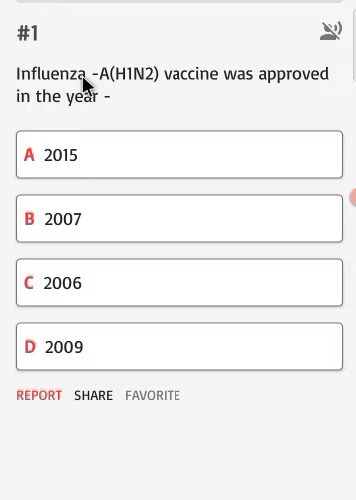 #1
Influenza -A(H1N2) vaccine was approved
in the year -
A 2015
B 2007
C 2006
D 2009
REPORT SHARE FAVORITE